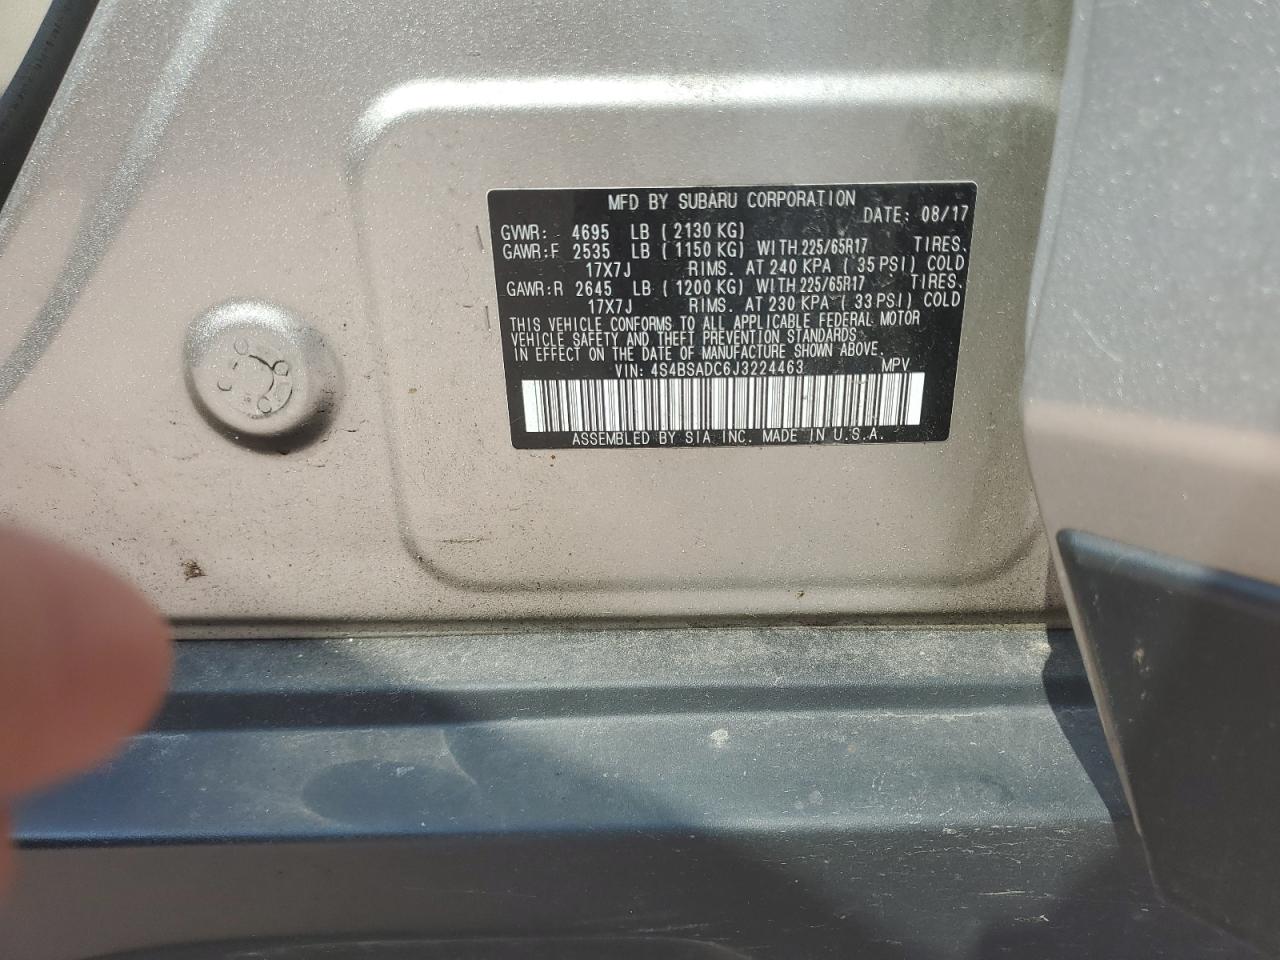 MFD BY SUBARU CORPORATION
DATE: 08/17
GVWR: 4695 LB ( 2130 KG)
GAWR:F 2535 LB ( 1150 KG) WITH 225/65R17 TIRES,
17X7J RIMS. AT 240 KPA ( 35 PSI) COLD
GAWR:R 2645 LB ( 1200 KG) WITH 225/65R17 TIRES,
17X7J RIMS. AT 230 KPA ( 33 PSI) COLD
THIS VEHICLE CONFORMS TO ALL APPLICABLE FEDERAL MOTOR
VEHICLE SAFETY AND THEFT PREVENTION STANDARDS
IN EFFECT ON THE DATE OF MANUFACTURE SHOWN ABOVE.
VIN: 4S4BSADC6J3224463 MPV
ASSEMBLED BY SIA INC. MADE IN U.S.A.